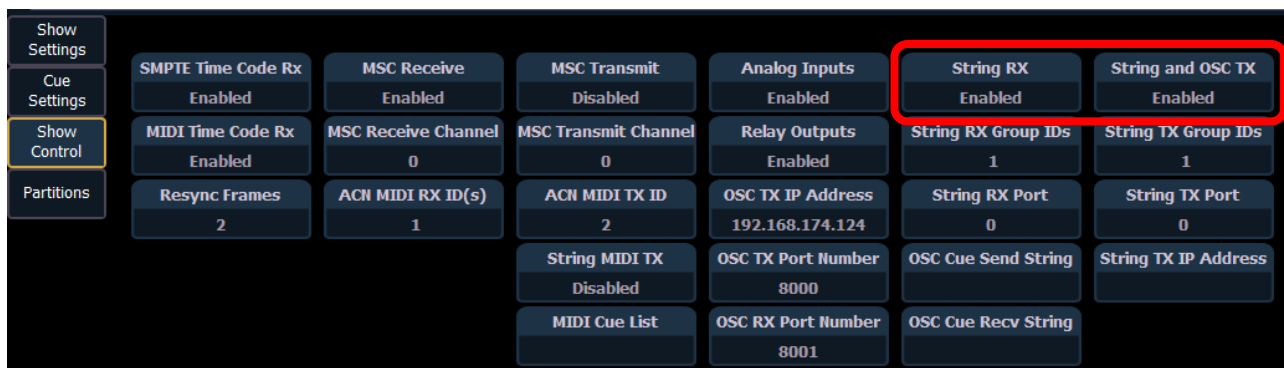 Show
Settings
Cue
Settings
Show
Control
Partitions
SMPTE Time Code Rx
Enabled
MSC Receive
Enabled
MSC Transmit
Disabled
Analog Inputs
Enabled
String RX
Enabled
String and OSC TX
Enabled
MIDI Time Code Rx
Enabled
MSC Receive Channel
0
MSC Transmit Channel
0
Relay Outputs
Enabled
String RX Group IDs
1
String TX Group IDs
1
Resync Frames
2
ACN MIDI RX ID(s)
1
ACN MIDI TX ID
2
OSC TX IP Address
192.168.174.124
String RX Port
0
String TX Port
0
String MIDI TX
Disabled
OSC TX Port Number
8000
OSC Cue Send String
String TX IP Address
MIDI Cue List
OSC RX Port Number
8001
OSC Cue Recv String